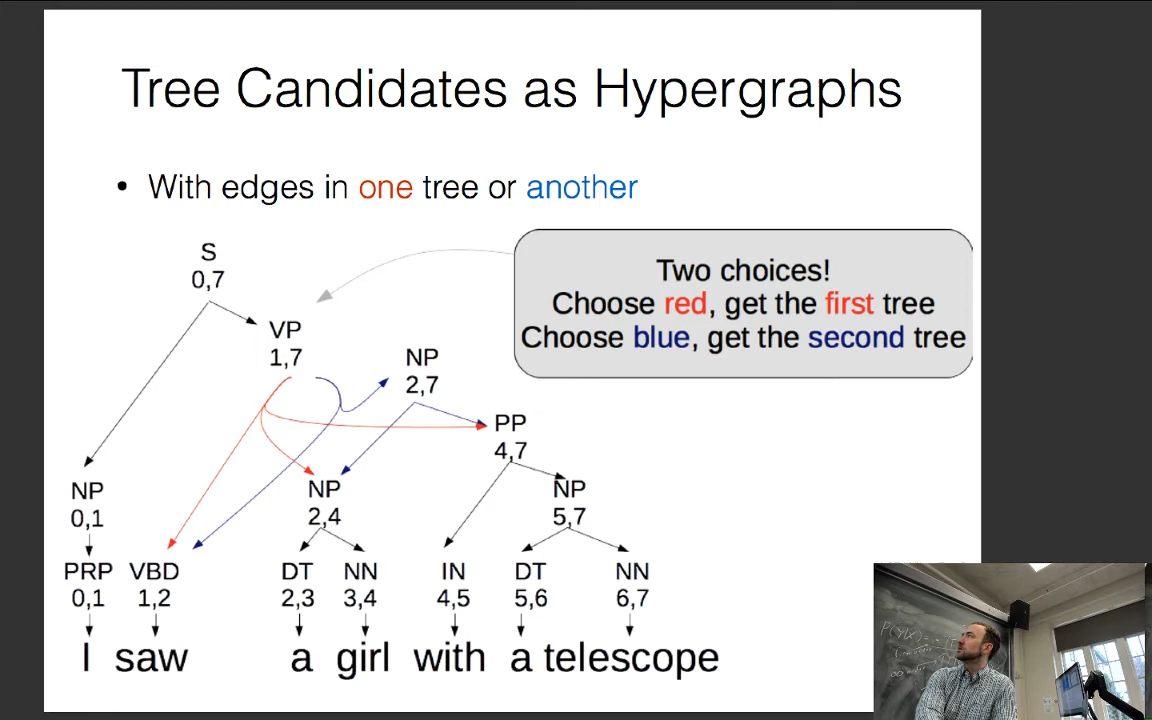 Tree Candidates as Hypergraphs
• With edges in one tree or another
Two choices!
Choose red, get the first tree
Choose blue, get the second tree
S
0,7
VP
1,7
NP
2,7
PP
4,7
NP NP NP
0,1 2,4 5,7
PRP VBD DT NN IN DT NN
0,1 1,2 2,3 3,4 4,5 5,6 6,7
I saw a girl with a telescope